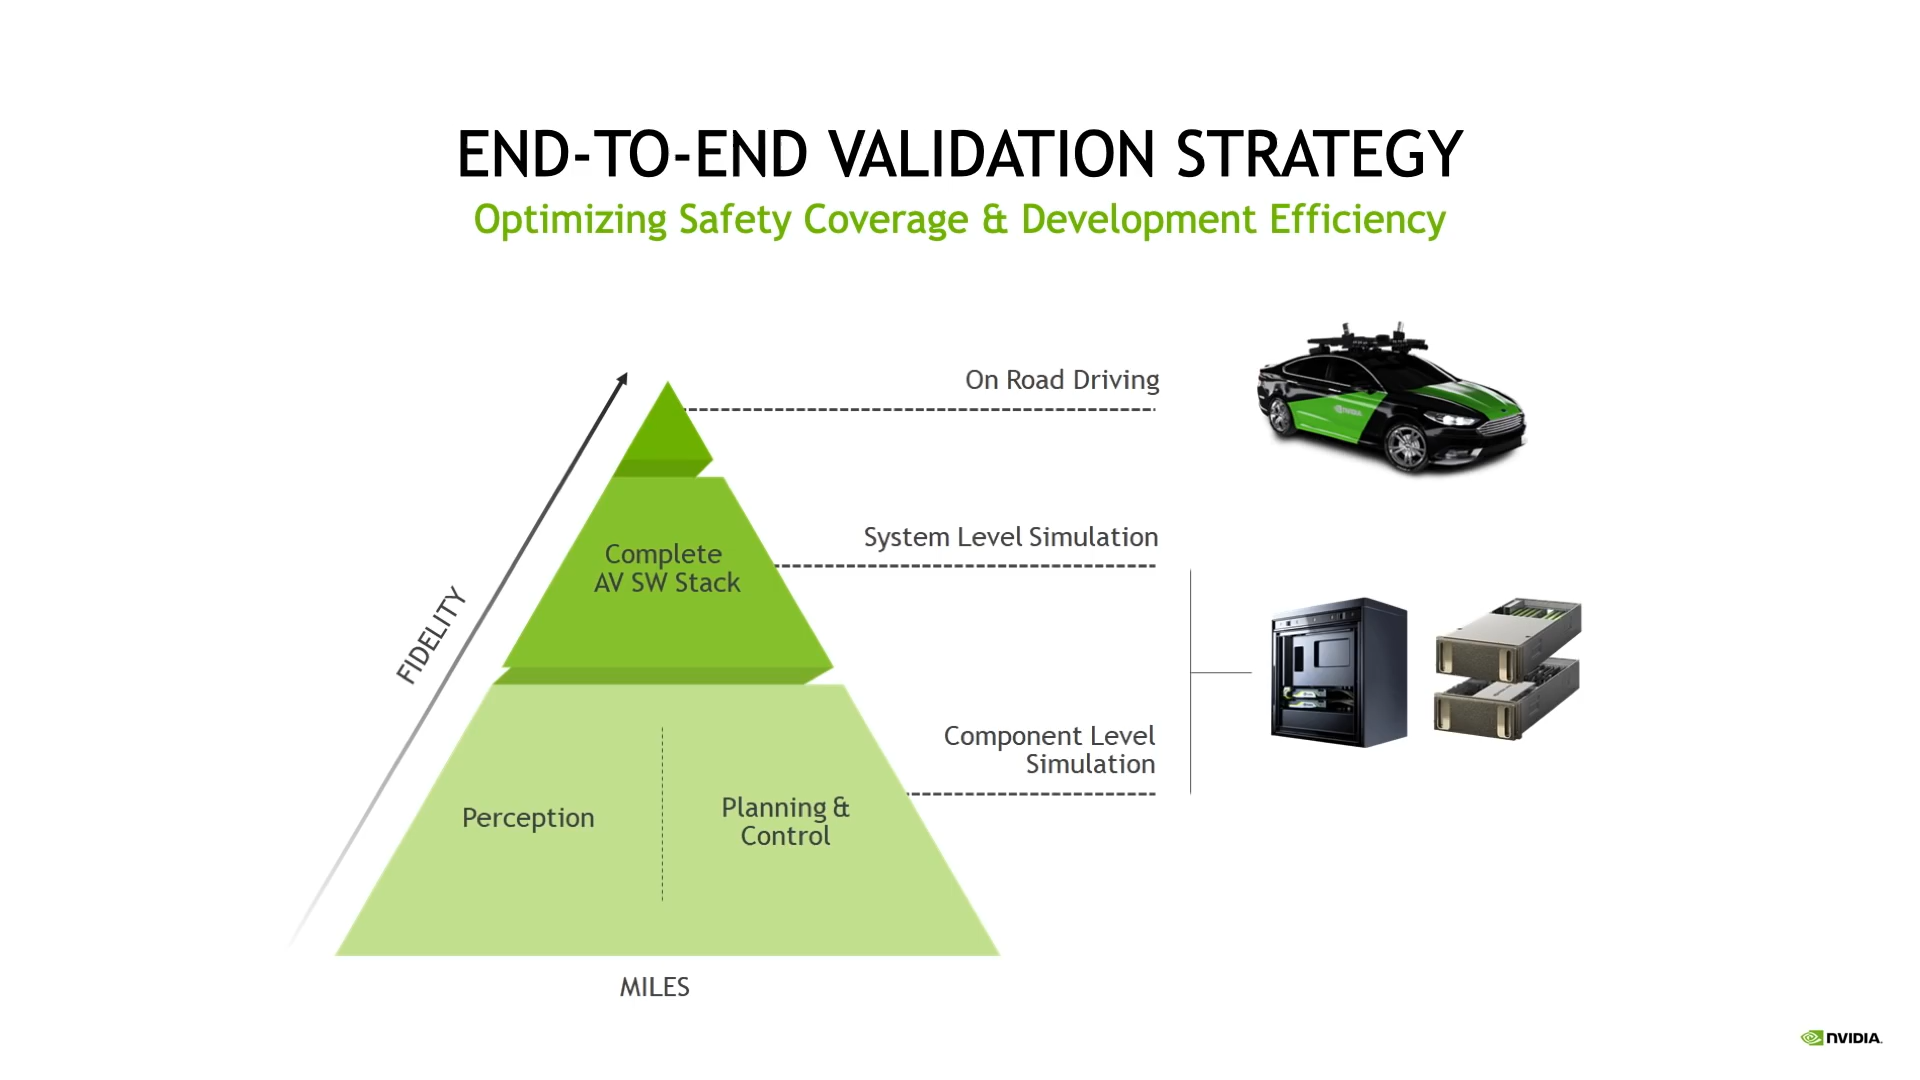 END-TO-END VALIDATION STRATEGY
Optimizing Safety Coverage & Development Efficiency
On Road Driving
NVIDIA
System Level Simulation
Complete
AV SW Stack
FIDELITY
Component Level
Simulation
Perception
Planning &
Control
MILES
NVIDIA.